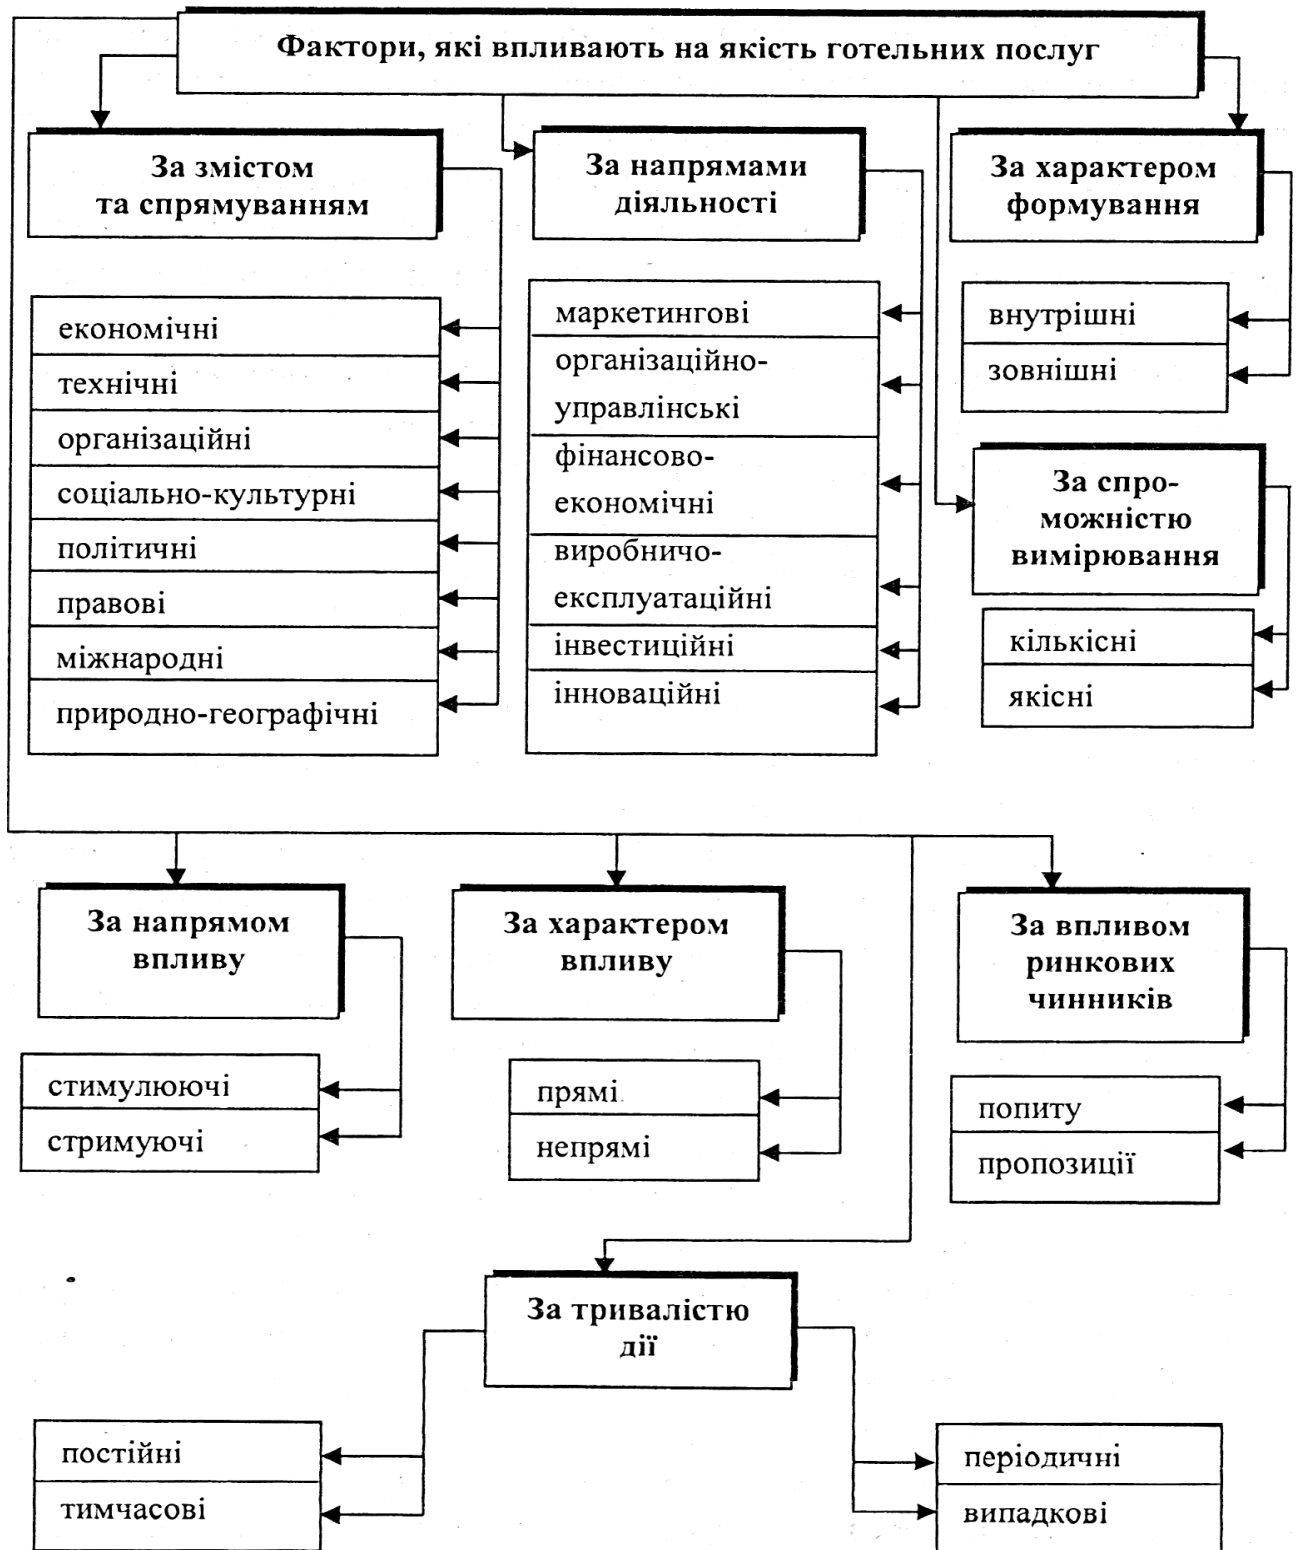 Фактори, які впливають на якість готельних послуг
За змістом
та спрямуванням
економічні
технічні
організаційні
соціально-культурні
політичні
правові
міжнародні
природно-географічні
За напрямами
діяльності
маркетингові
організаційно-
управлінські
фінансово-
економічні
виробничо-
експлуатаційні
інвестиційні
інноваційні
За характером
формування
внутрішні
зовнішні
За спро-
можністю
вимірювання
кількісні
якісні
За напрямом
впливу
стимулюючі
стримуючі
За характером
впливу
прямі
непрямі
За впливом
ринкових
чинників
попиту
пропозиції
За тривалістю
дії
постійні
тимчасові
періодичні
випадкові